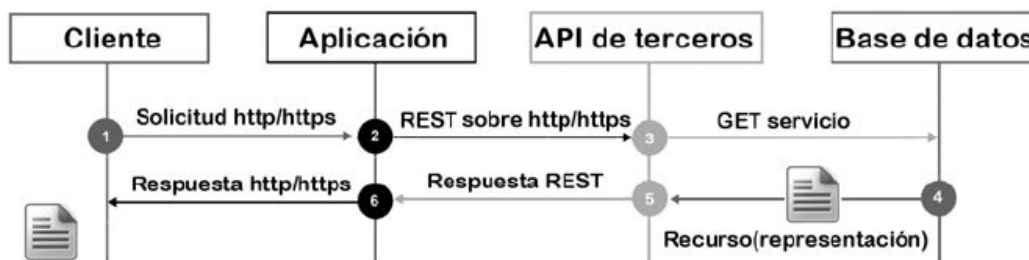 Cliente
Aplicación
API de terceros
Base de datos
Solicitud http/https
REST sobre http/https
GET servicio
1
2
3
Respuesta http/https
Respuesta REST
6
5
4
Recurso(representación)